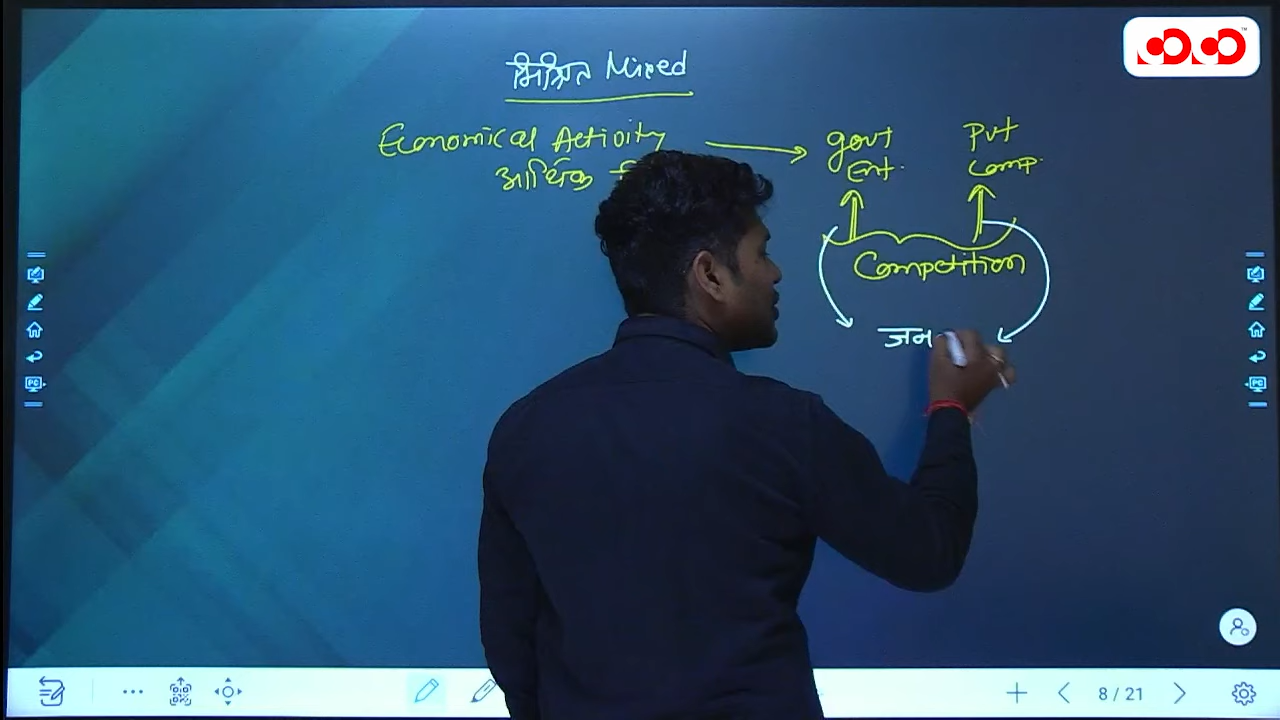 मिश्रित Mixed
Economical Activity → govt Pvt
आर्थिक Ent. Comp.
Competition
जन
8 / 21